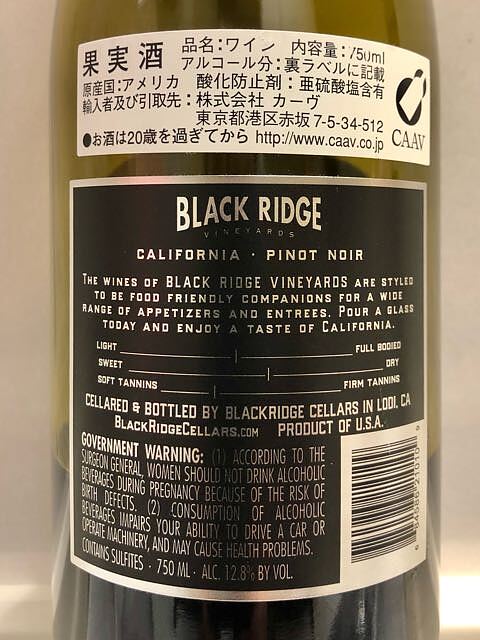 果実酒
品名:ワイン 内容量:750ml
アルコール分:裏ラベルに記載
原産国:アメリカ 酸化防止剤:亜硫酸塩含有
輸入者及び引取先:株式会社 カーヴ
東京都港区赤坂7-5-34-512
●お酒は20歳を過ぎてから http://www.caav.co.jp
CAAV
BLACK RIDGE
VINEYARDS
CALIFORNIA · PINOT NOIR
THE WINES OF BLACK RIDGE VINEYARDS ARE STYLED
TO BE FOOD FRIENDLY COMPANIONS FOR A WIDE
RANGE OF APPETIZERS AND ENTREES. POUR A GLASS
TODAY AND ENJOY A TASTE OF CALIFORNIA.
LIGHT FULL BODIED
SWEET DRY
SOFT TANNINS FIRM TANNINS
CELLARED & BOTTLED BY BLACKRIDGE CELLARS IN LODI, CA
BLACKRIDGECELLARS.COM PRODUCT OF U.S.A.
GOVERNMENT WARNING: (1) ACCORDING TO THE
SURGEON GENERAL, WOMEN SHOULD NOT DRINK ALCOHOLIC
BEVERAGES DURING PREGNANCY BECAUSE OF THE RISK OF
BIRTH DEFECTS. (2) CONSUMPTION OF ALCOHOLIC
BEVERAGES IMPAIRS YOUR ABILITY TO DRIVE A CAR OR
OPERATE MACHINERY, AND MAY CAUSE HEALTH PROBLEMS.
CONTAINS SULFITES · 750 ML · ALC. 12.8% BY VOL.